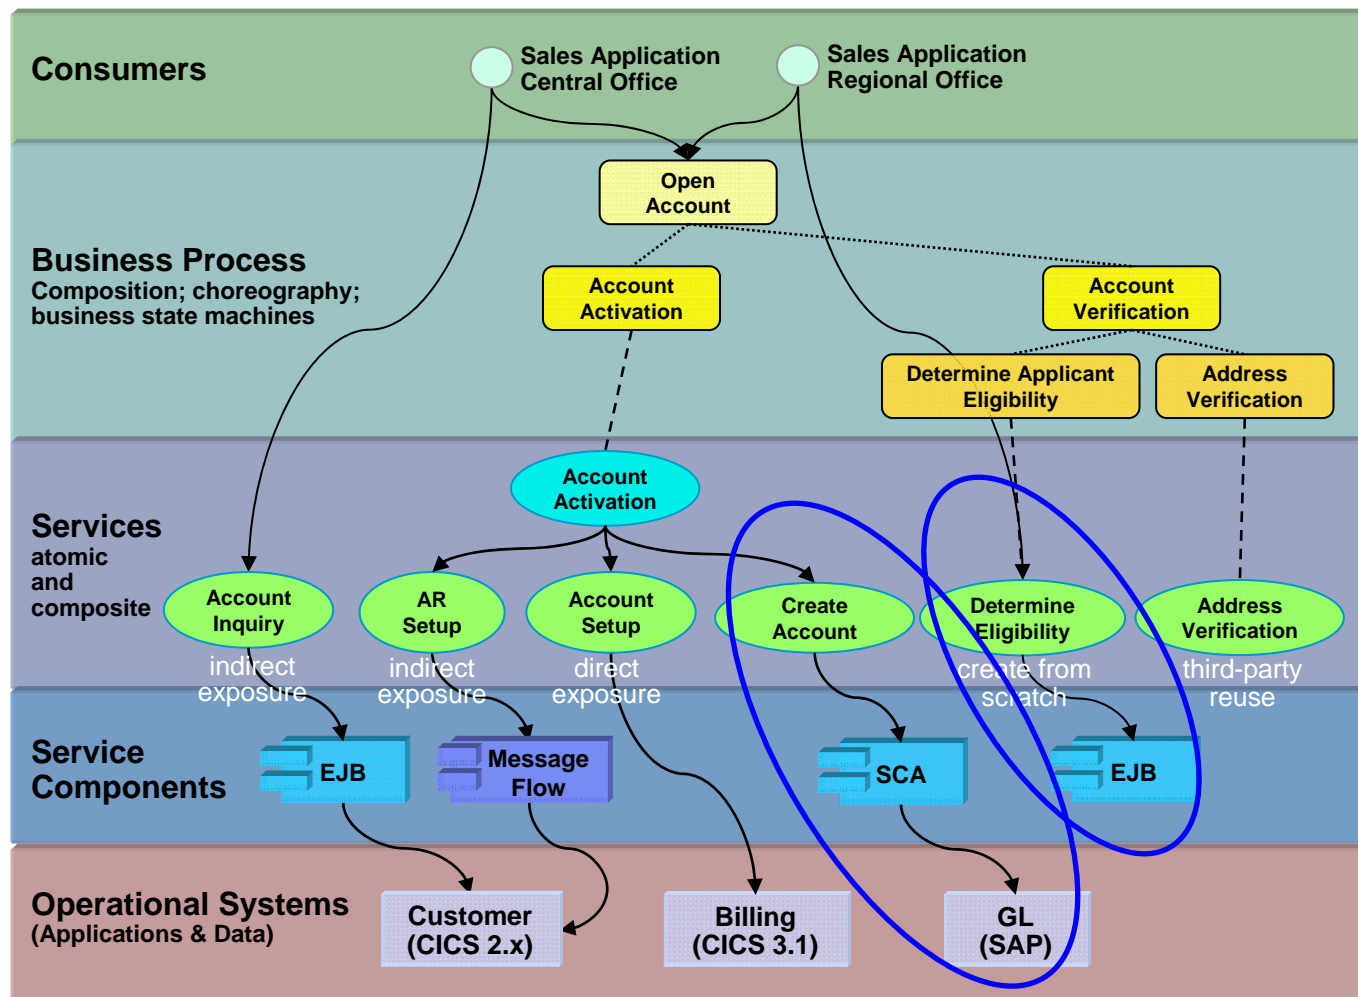 Consumers
Sales Application
Central Office
Sales Application
Regional Office
Business Process
Composition; choreography;
business state machines
Open
Account
Account
Activation
Account
Verification
Determine Applicant
Eligibility
Address
Verification
Services
atomic
and
composite
Account
Activation
Account
Inquiry
AR
Setup
Account
Setup
Create
Account
Determine
Eligibility
Address
Verification
indirect
exposure
indirect
exposure
direct
exposure
create from
scratch
third-party
reuse
Service
Components
EJB
Message
Flow
SCA
EJB
Operational Systems
(Applications & Data)
Customer
(CICS 2.x)
Billing
(CICS 3.1)
GL
(SAP)